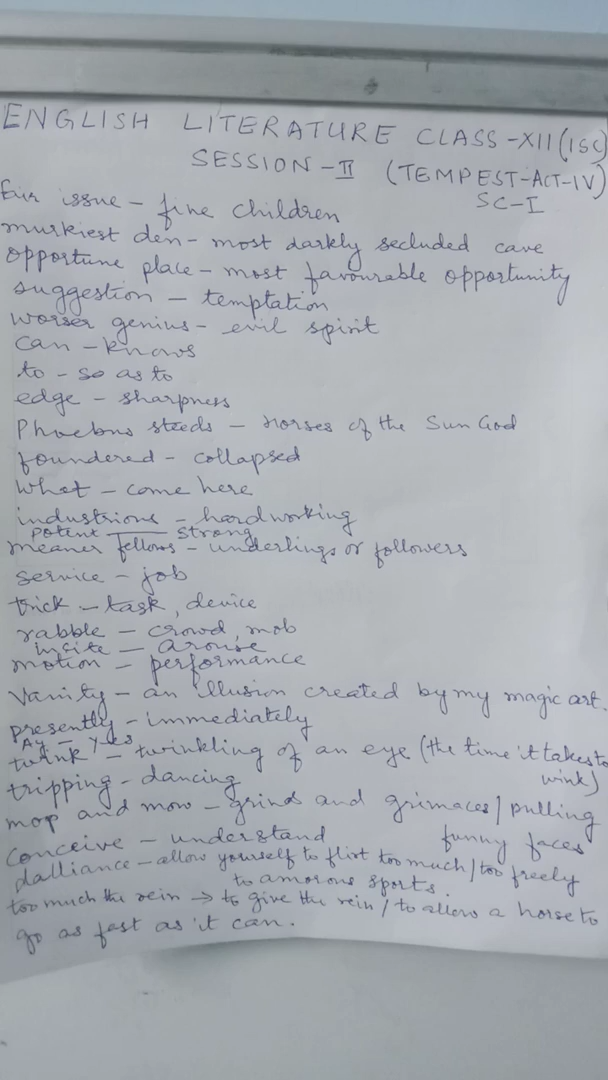 ENGLISH LITERATURE CLASS-XII (ISC)
SESSION-II (TEMPEST-ACT-IV)
SC-I
fair issue - fine children
murkiest den - most darkly secluded cave
opportune place - most favourable opportunity
suggestion - temptation
worser genius - evil spirit
can - knows
to - so as to
edge - sharpness
Phoebus steeds - horses of the Sun God
foundered - collapsed
What - come here
industrious - hardworking
potent - strong
meaner fellows - underlings or followers
service - job
trick - task, device
rabble - crowd, mob
incite - arouse
motion - performance
Vanity - an illusion created by my magic art.
presently - immediately
Ay - Yes
twink - twinkling of an eye (the time it takes to
wink)
tripping - dancing
mop and mow - grins and grimaces / pulling
funny faces
conceive - understand
dalliance - allow yourself to flirt too much / too freely
to amorous sports.
too much the rein → to give the rein / to allow a horse to
go as fast as it can.